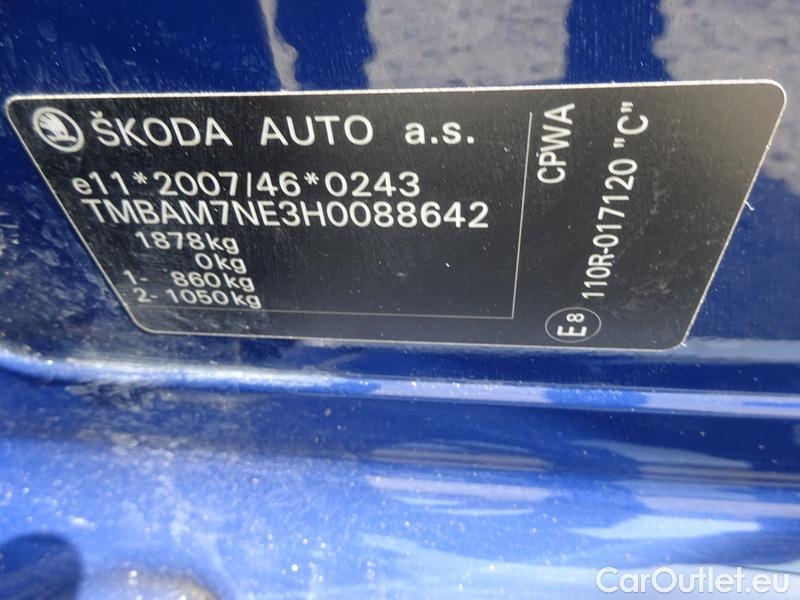 ŠKODA AUTO a.s.
e11*2007/46*0243
TMBAM7NE3H0088642
1878kg
0kg
1- 860kg
2- 1050kg
CPWA
E8 110R-017120 "C"
CarOutlet.eu